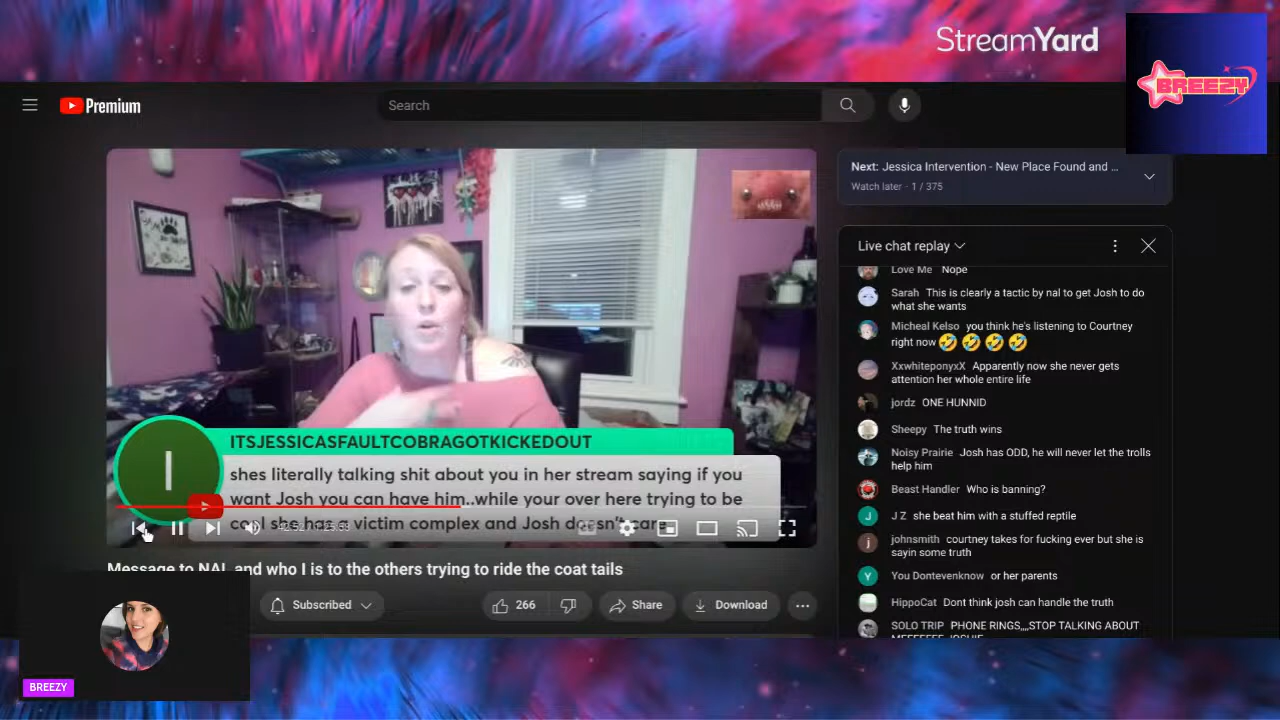 StreamYard
BREEZY
Premium
Search
Next: Jessica Intervention - New Place Found and ...
Watch later · 1 / 375
Live chat replay
Love Me Nope
Sarah This is clearly a tactic by nal to get Josh to do
what she wants
Micheal Kelso you think he's listening to Courtney
right now 🤣 🤣 🤣 🤣
XxwhiteponyxX Apparently now she never gets
attention her whole entire life
jordz ONE HUNNID
Sheepy The truth wins
Noisy Prairie Josh has ODD, he will never let the trolls
help him
Beast Handler Who is banning?
J Z she beat him with a stuffed reptile
johnsmith courtney takes for fucking ever but she is
sayin some truth
You Dontevenknow or her parents
HippoCat Dont think josh can handle the truth
SOLO TRIP PHONE RINGS,,,,STOP TALKING ABOUT
I
ITSJESSICASFAULTCOBRAGOTKICKEDOUT
shes literally talking shit about you in her stream saying if you
want Josh you can have him..while your over here trying to be
she has a victim complex and Josh doesn't care
Message to NAL and who I is to the others trying to ride the coat tails
Subscribed
266
Share
Download
BREEZY